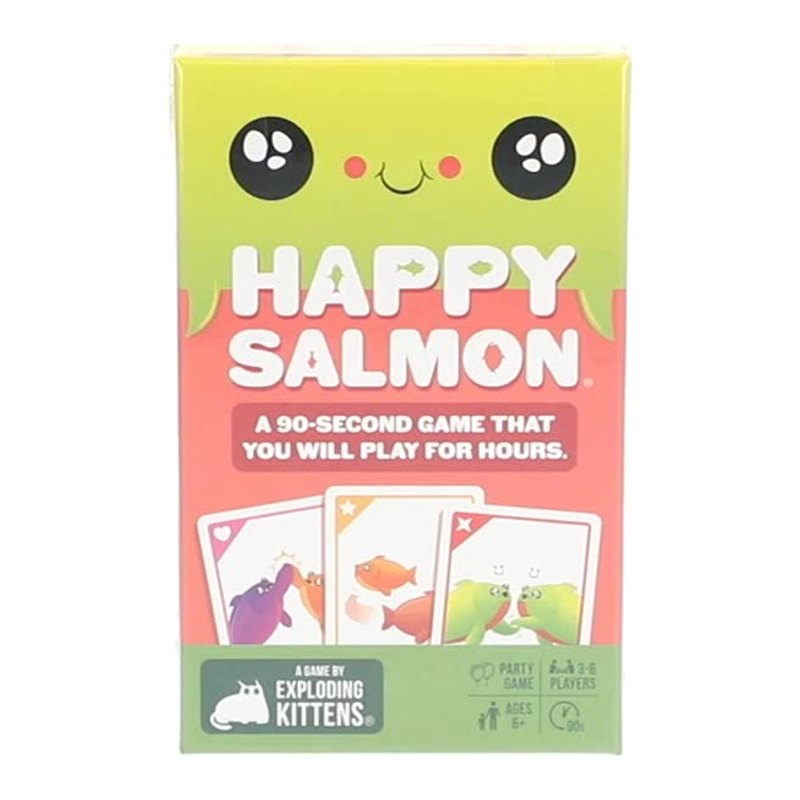 HAPPY
SALMON®
A 90-SECOND GAME THAT
YOU WILL PLAY FOR HOURS.
A GAME BY
EXPLODING
KITTENS®
PARTY
GAME
3-8
PLAYERS
AGES
6+
90s